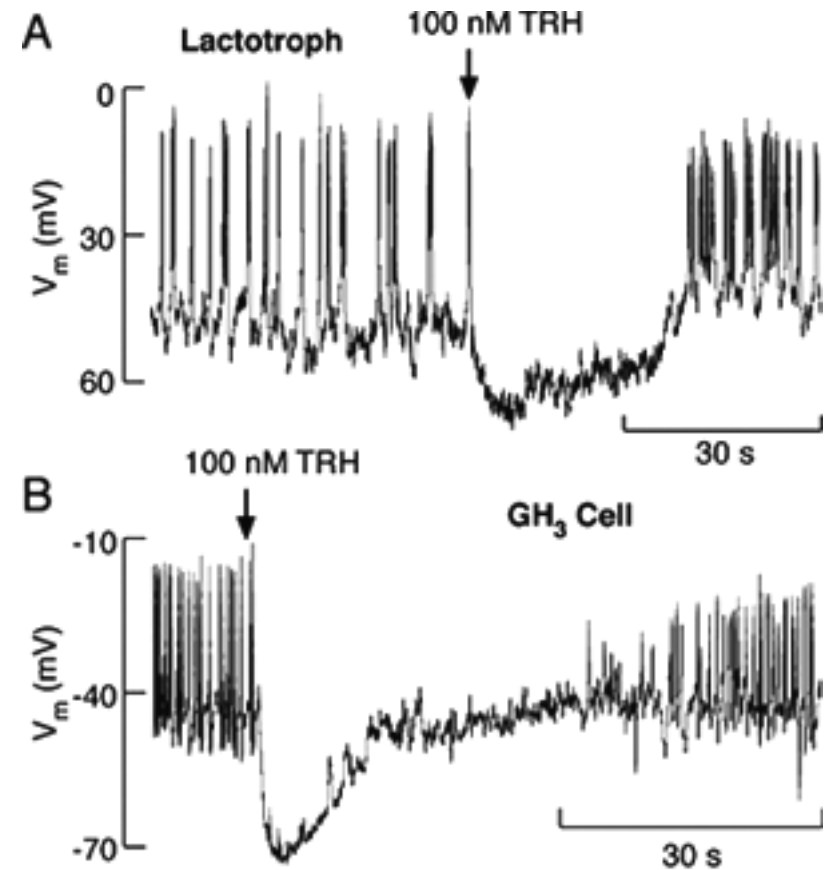 A
Lactotroph
100 nM TRH
0
30
60
Vm (mV)
30 s
B
100 nM TRH
GH3 Cell
-10
-40
-70
Vm (mV)
30 s